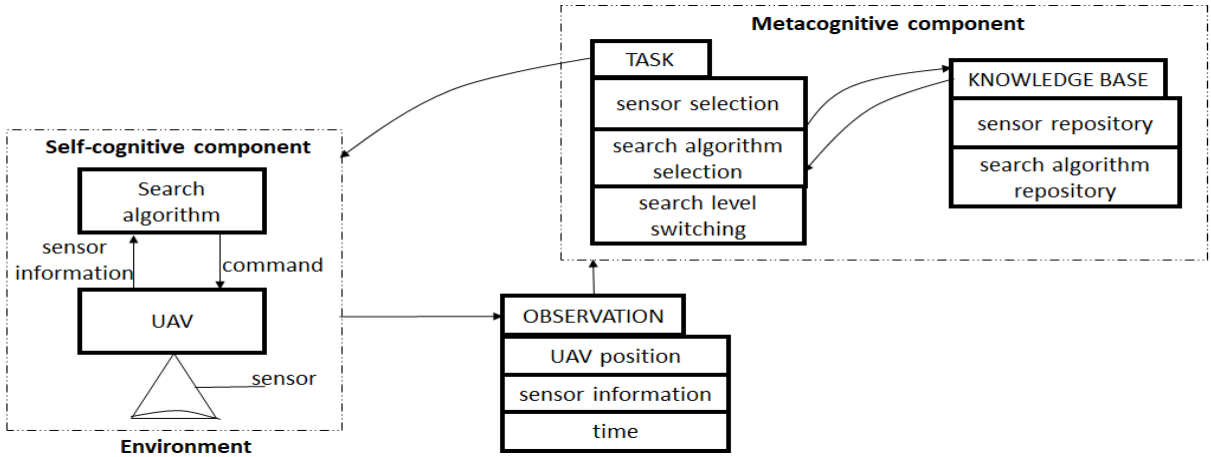 Metacognitive component
TASK
sensor selection
search algorithm
selection
search level
switching
KNOWLEDGE BASE
sensor repository
search algorithm
repository
Self-cognitive component
Search
algorithm
sensor
information
command
UAV
sensor
Environment
OBSERVATION
UAV position
sensor information
time